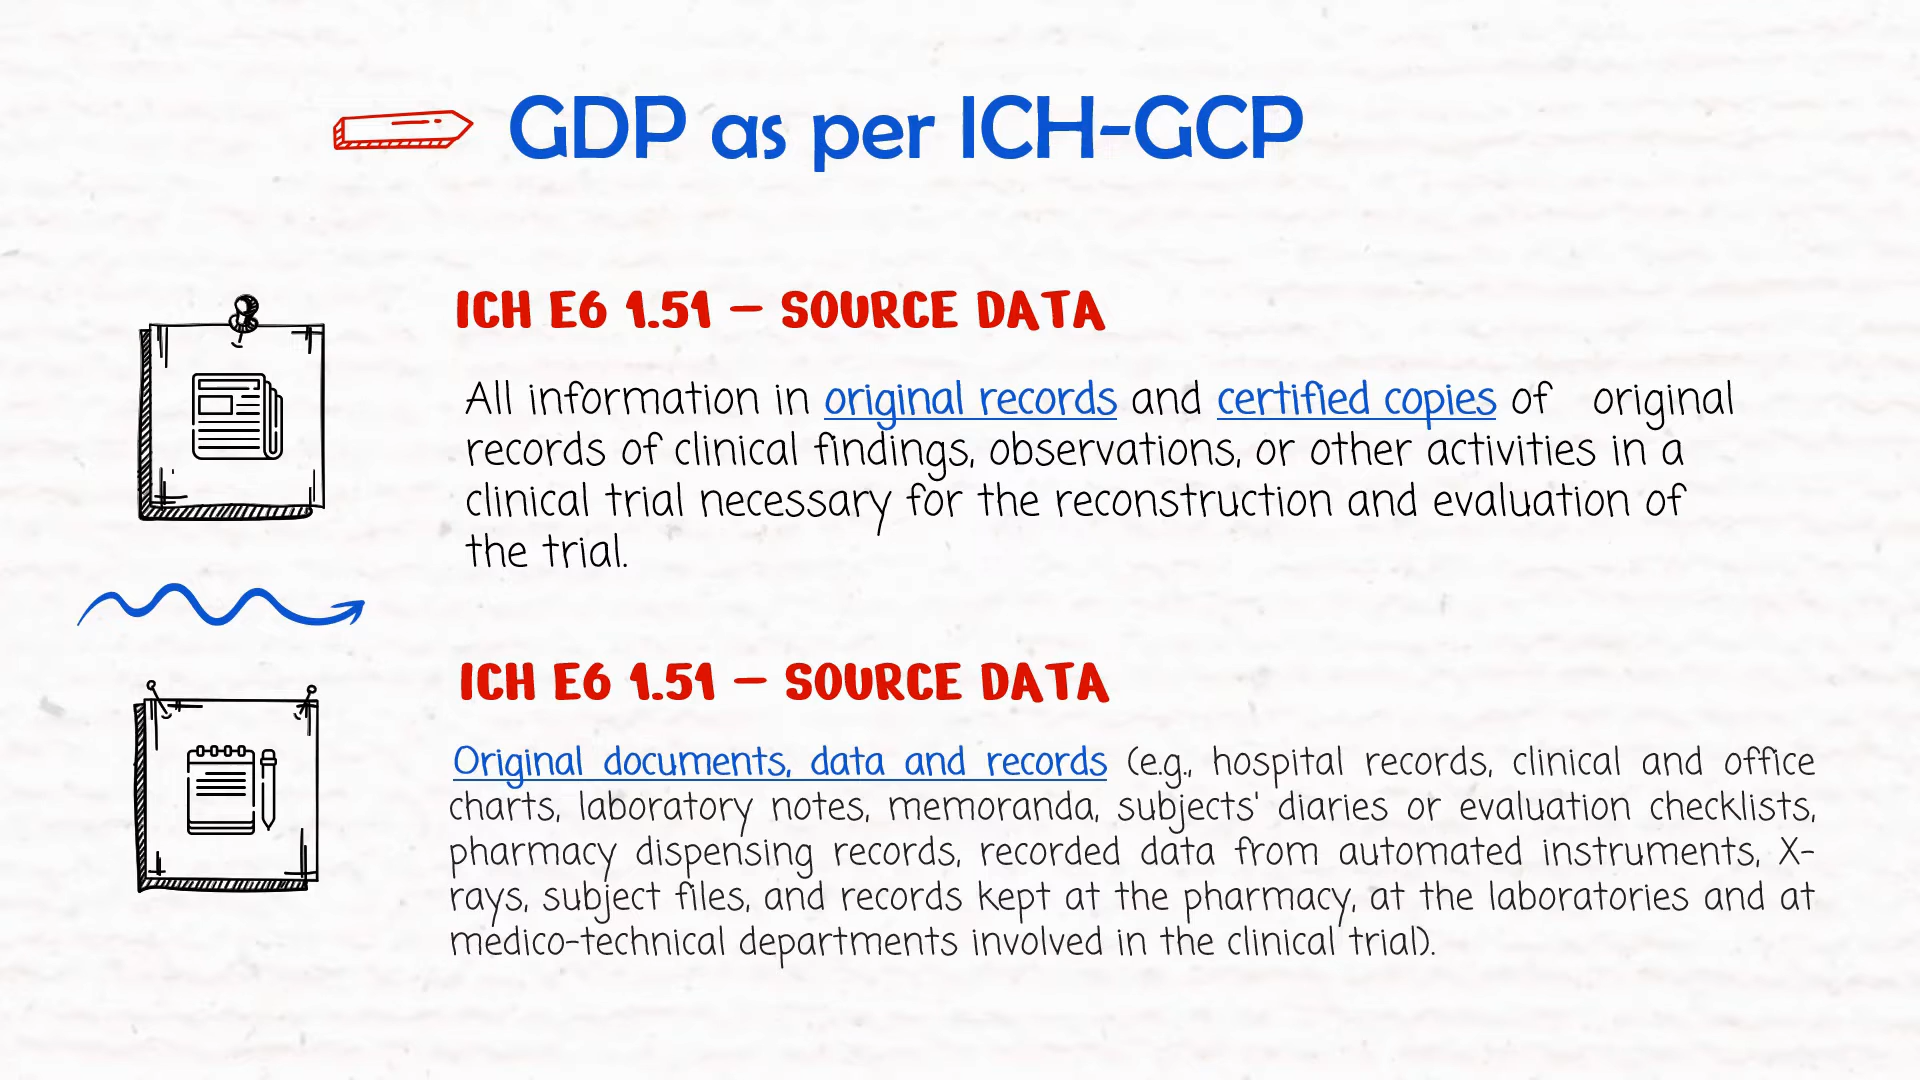 GDP as per ICH-GCP
ICH E6 1.51 – SOURCE DATA
All information in original records and certified copies of original
records of clinical findings, observations, or other activities in a
clinical trial necessary for the reconstruction and evaluation of
the trial.
ICH E6 1.51 – SOURCE DATA
Original documents, data and records (e.g., hospital records, clinical and office
charts, laboratory notes, memoranda, subjects' diaries or evaluation checklists,
pharmacy dispensing records, recorded data from automated instruments, X-
rays, subject files, and records kept at the pharmacy, at the laboratories and at
medico-technical departments involved in the clinical trial).